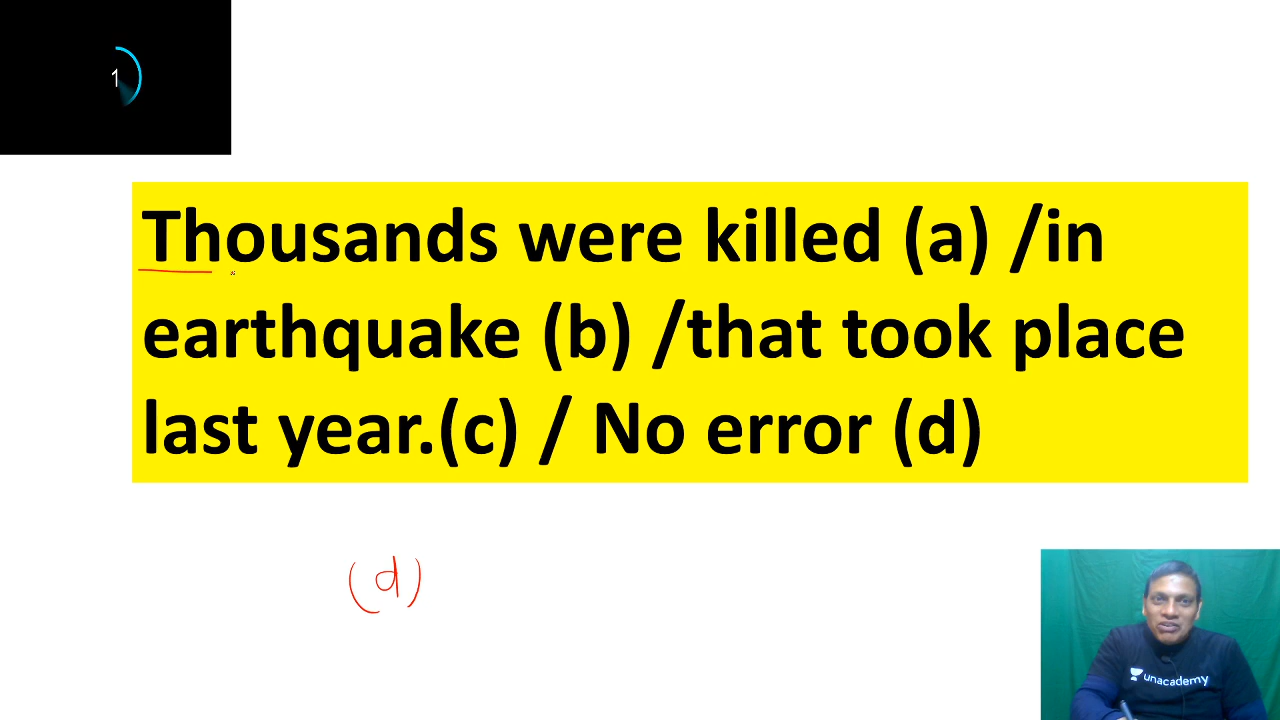 1
Thousands were killed (a) /in
earthquake (b) /that took place
last year.(c) / No error (d)
(d)
unacademy